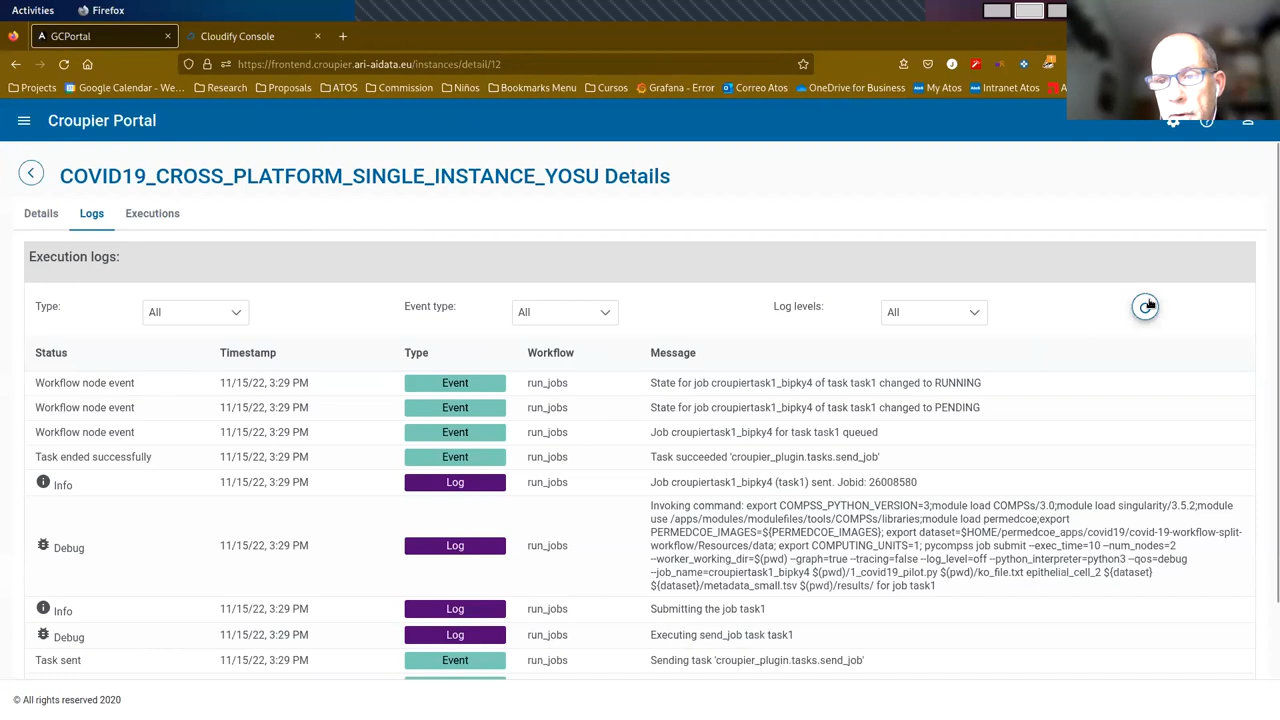 Activities
Firefox
GCPortal
Cloudify Console
https://frontend.croupier.ari-aidata.eu/instances/detail/12
Projects
Google Calendar - We…
Research
Proposals
ATOS
Commission
Niños
Bookmarks Menu
Cursos
Grafana - Error
Correo Atos
OneDrive for Business
My Atos
Intranet Atos
Croupier Portal
COVID19_CROSS_PLATFORM_SINGLE_INSTANCE_YOSU Details
Details
Logs
Executions
Execution logs:
Type:
All
Event type:
All
Log levels:
All
Status Timestamp Type Workflow Message
Workflow node event 11/15/22, 3:29 PM Event run_jobs State for job croupiertask1_bipky4 of task task1 changed to RUNNING
Workflow node event 11/15/22, 3:29 PM Event run_jobs State for job croupiertask1_bipky4 of task task1 changed to PENDING
Workflow node event 11/15/22, 3:29 PM Event run_jobs Job croupiertask1_bipky4 for task task1 queued
Task ended successfully 11/15/22, 3:29 PM Event run_jobs Task succeeded 'croupier_plugin.tasks.send_job'
Info 11/15/22, 3:29 PM Log run_jobs Job croupiertask1_bipky4 (task1) sent. Jobid: 26008580
Debug 11/15/22, 3:29 PM Log run_jobs
Invoking command: export COMPSS_PYTHON_VERSION=3;module load COMPSs/3.0;module load singularity/3.5.2;module
use /apps/modules/modulefiles/tools/COMPSs/libraries;module load permedcoe;export
PERMEDCOE_IMAGES=${PERMEDCOE_IMAGES}; export dataset=$HOME/permedcoe_apps/covid19/covid-19-workflow-split-
workflow/Resources/data; export COMPUTING_UNITS=1; pycompss job submit --exec_time=10 --num_nodes=2
--worker_working_dir=$(pwd) --graph=true --tracing=false --log_level=off --python_interpreter=python3 --qos=debug
--job_name=croupiertask1_bipky4 $(pwd)/1_covid19_pilot.py $(pwd)/ko_file.txt epithelial_cell_2 ${dataset}
${dataset}/metadata_small.tsv $(pwd)/results/ for job task1
Info 11/15/22, 3:29 PM Log run_jobs Submitting the job task1
Debug 11/15/22, 3:29 PM Log run_jobs Executing send_job task task1
Task sent 11/15/22, 3:29 PM Event run_jobs Sending task 'croupier_plugin.tasks.send_job'
© All rights reserved 2020